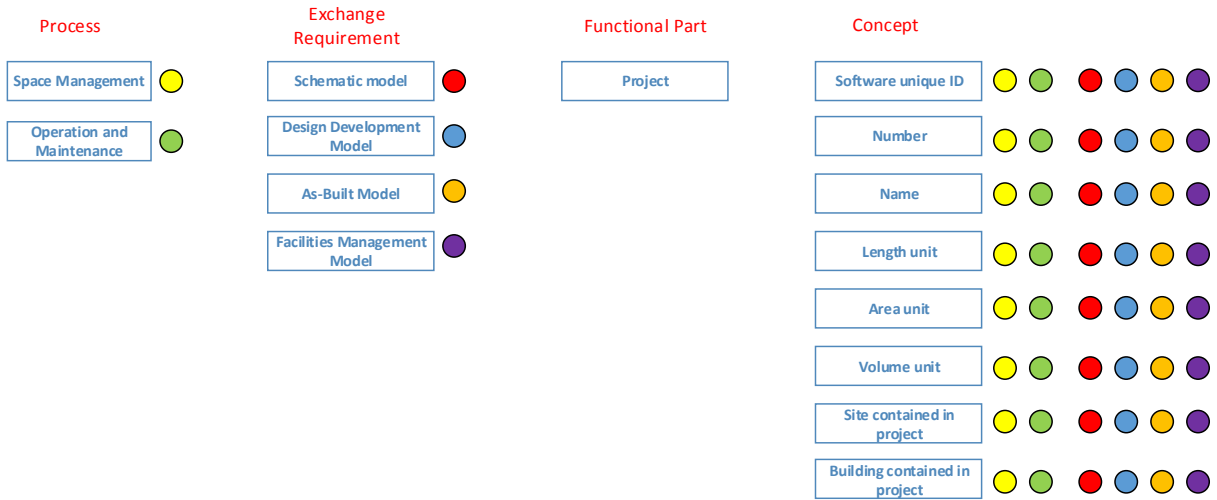 Process
Exchange
Requirement
Functional Part
Concept
Space Management
Schematic model
Project
Software unique ID
Operation and
Maintenance
Design Development
Model
Number
As-Built Model
Name
Facilities Management
Model
Length unit
Area unit
Volume unit
Site contained in
project
Building contained in
project